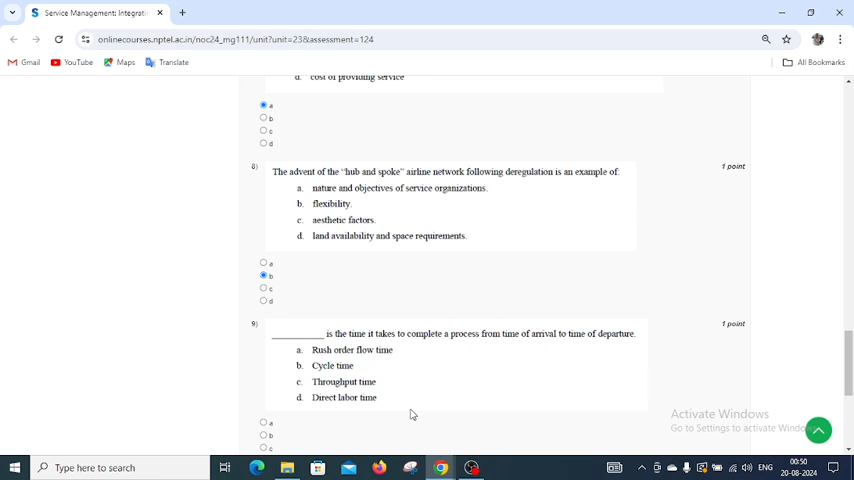 Service Management: Integratin
onlinecourses.nptel.ac.in/noc24_mg111/unit?unit=23&assessment=124
Gmail YouTube Maps Translate All Bookmarks
d. cost of providing service
a
b
c
d
8) The advent of the “hub and spoke” airline network following deregulation is an example of: 1 point
a. nature and objectives of service organizations.
b. flexibility.
c. aesthetic factors.
d. land availability and space requirements.
a
b
c
d
9) ___________ is the time it takes to complete a process from time of arrival to time of departure. 1 point
a. Rush order flow time
b. Cycle time
c. Throughput time
d. Direct labor time
a
b
c
Activate Windows
Go to Settings to activate Windo
Type here to search
ENG
00:50
20-08-2024